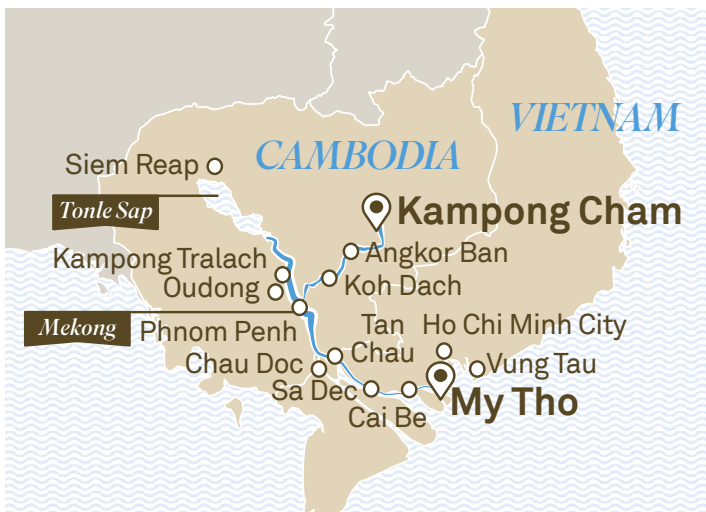 VIETNAM
CAMBODIA
Siem Reap
Tonle Sap
Kampong Cham
Angkor Ban
Kampong Tralach
Koh Dach
Oudong
Mekong
Phnom Penh
Tan
Chau
Ho Chi Minh City
Chau Doc
Vung Tau
Sa Dec
My Tho
Cai Be